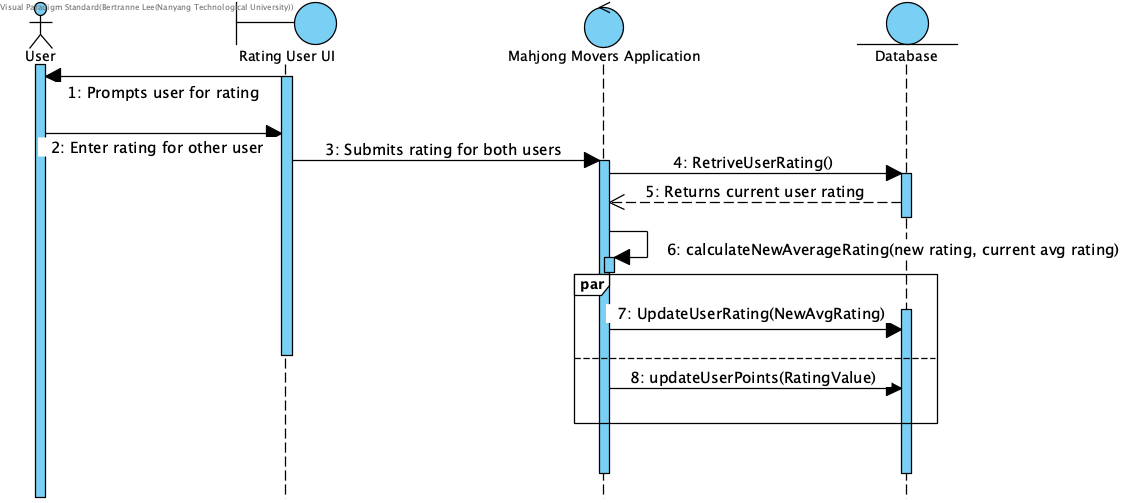 Visual Paradigm Standard(Bertranne Lee(Nanyang Technological University))
User
Rating User UI
Mahjong Movers Application
Database
1: Prompts user for rating
2: Enter rating for other user
3: Submits rating for both users
4: RetriveUserRating()
5: Returns current user rating
6: calculateNewAverageRating(new rating, current avg rating)
par
7: UpdateUserRating(NewAvgRating)
8: updateUserPoints(RatingValue)